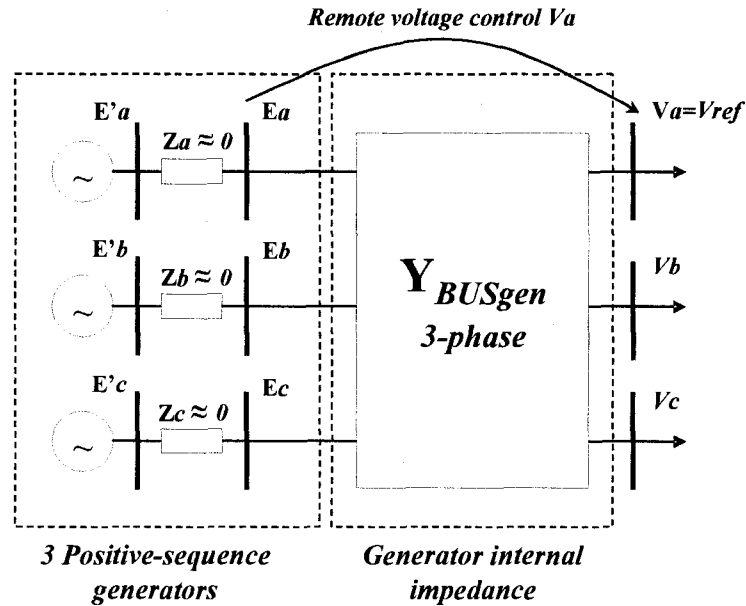 Remote voltage control Va
E'a
Ea
Va=Vref
Za ≈ 0
~
E'b
Eb
Vb
Zb ≈ 0
~
Y BUSgen
3-phase
E'c
Ec
Vc
Zc ≈ 0
~
3 Positive-sequence
generators
Generator internal
impedance